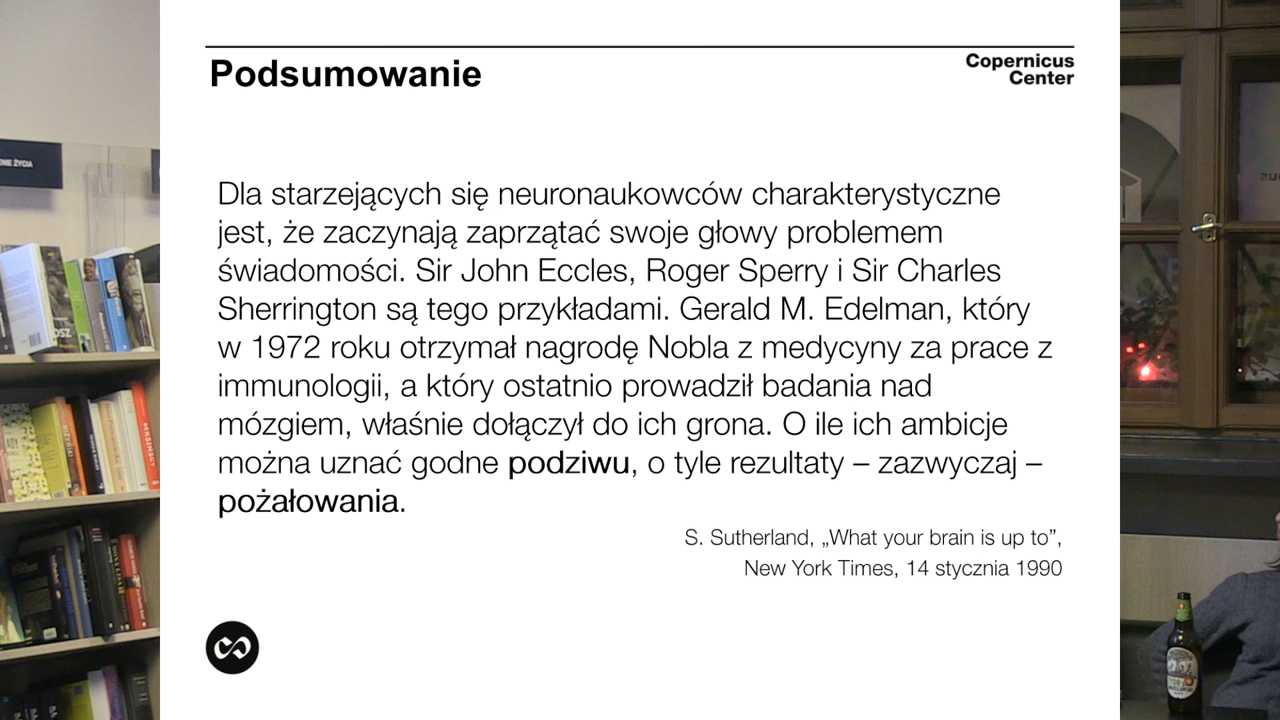 Podsumowanie
Copernicus
Center
Dla starzejących się neuronaukowców charakterystyczne
jest, że zaczynają zaprzątać swoje głowy problemem
świadomości. Sir John Eccles, Roger Sperry i Sir Charles
Sherrington są tego przykładami. Gerald M. Edelman, który
w 1972 roku otrzymał nagrodę Nobla z medycyny za prace z
immunologii, a który ostatnio prowadził badania nad
mózgiem, właśnie dołączył do ich grona. O ile ich ambicje
można uznać godne podziwu, o tyle rezultaty – zazwyczaj –
pożałowania.
S. Sutherland, „What your brain is up to”,
New York Times, 14 stycznia 1990